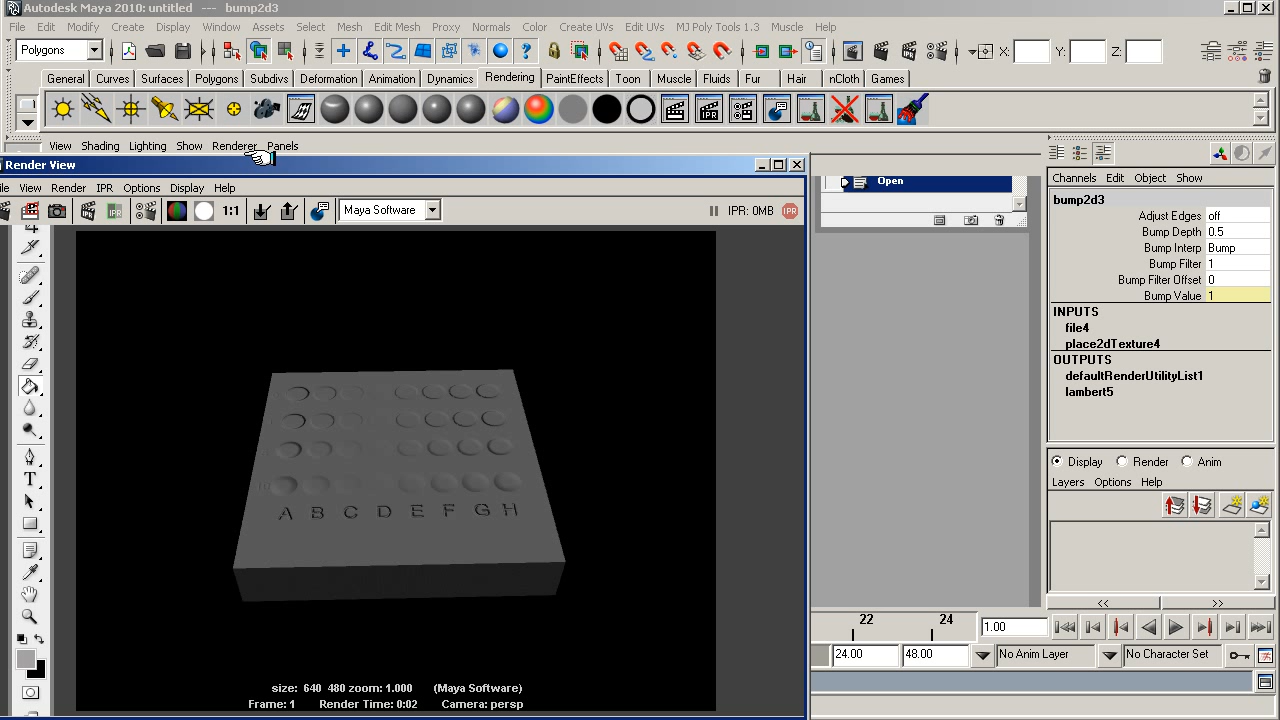 Autodesk Maya 2010: untitled --- bump2d3
File Edit Modify Create Display Window Assets Select Mesh Edit Mesh Proxy Normals Color Create UVs Edit UVs MJ Poly Tools 1.3 Muscle Help
Polygons X: Y: Z:
General Curves Surfaces Polygons Subdivs Deformation Animation Dynamics Rendering PaintEffects Toon Muscle Fluids Fur Hair nCloth Games
IPR
View Shading Lighting Show Renderer Panels
Render View
ile View Render IPR Options Display Help
IPR 1:1 Maya Software IPR: 0MB IPR
Open
Channels Edit Object Show
bump2d3
Adjust Edges off
Bump Depth 0.5
Bump Interp Bump
Bump Filter 1
Bump Filter Offset 0
Bump Value 1
INPUTS
file4
place2dTexture4
OUTPUTS
defaultRenderUtilityList1
lambert5
A B C D E F G H
T
Display Render Anim
Layers Options Help
<< >>
22 24 1.00
24.00 48.00 No Anim Layer No Character Set
size: 640 480 zoom: 1.000 (Maya Software)
Frame: 1 Render Time: 0:02 Camera: persp